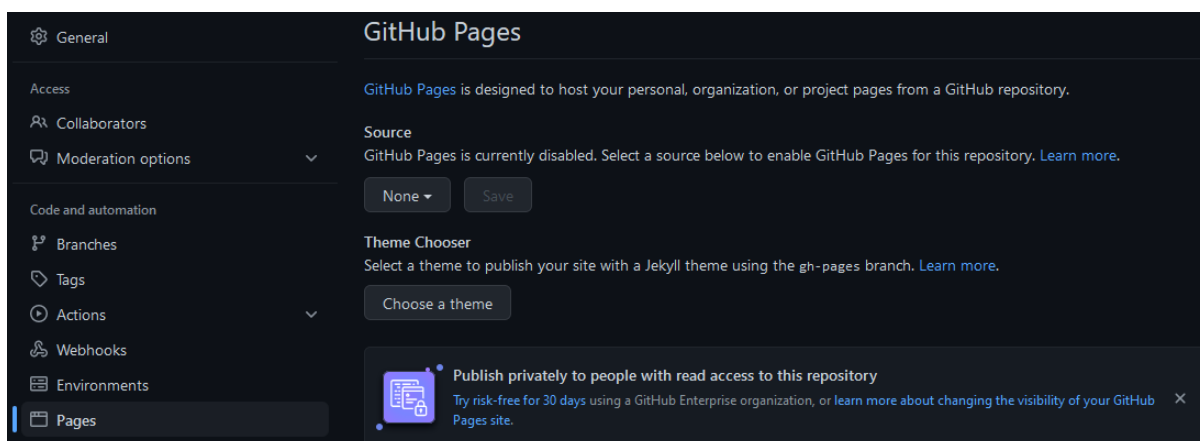 General
Access
Collaborators
Moderation options
Code and automation
Branches
Tags
Actions
Webhooks
Environments
Pages
GitHub Pages
GitHub Pages is designed to host your personal, organization, or project pages from a GitHub repository.
Source
GitHub Pages is currently disabled. Select a source below to enable GitHub Pages for this repository. Learn more.
None Save
Theme Chooser
Select a theme to publish your site with a Jekyll theme using the gh-pages branch. Learn more.
Choose a theme
Publish privately to people with read access to this repository
Try risk-free for 30 days using a GitHub Enterprise organization, or learn more about changing the visibility of your GitHub
Pages site.